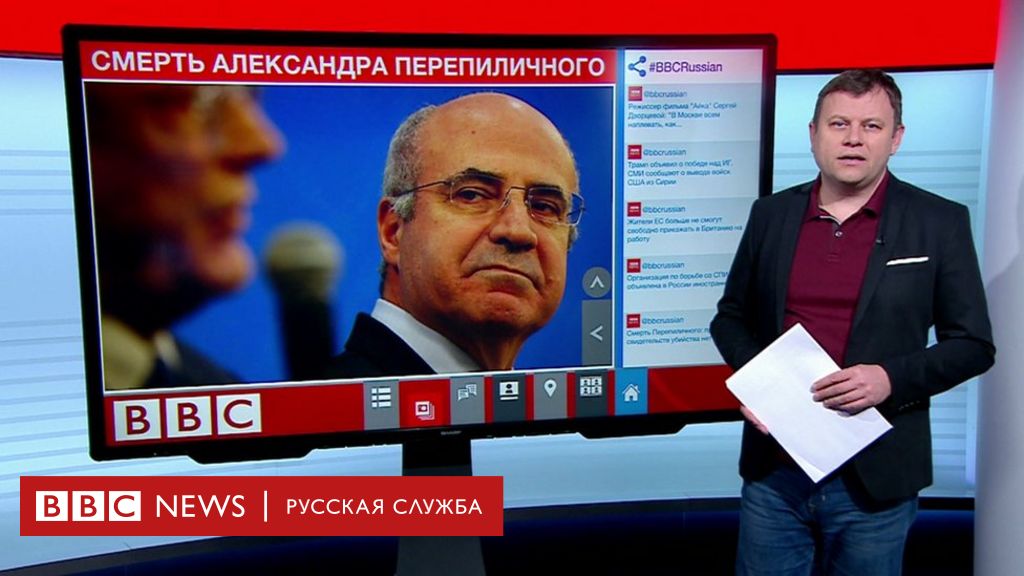 СМЕРТЬ АЛЕКСАНДРА ПЕРЕПИЛИЧНОГО
#BBCRussian
@bbcrussian
Режиссер фильма "Айка" Сергей
Дворцевой: "В Москве всем
наплевать, как...
@bbcrussian
Трамп объявил о победе над ИГ.
СМИ сообщают о выводе войск
США из Сирии
@bbcrussian
Жители ЕС больше не смогут
свободно приезжать в Британию на
работу
@bbcrussian
Организация по борьбе со СПИ
объявлена в России иностранн
@bbcrussian
Смерть Перепиличного:
свидетельств убийства нет
BBC
BBC NEWS | РУССКАЯ СЛУЖБА